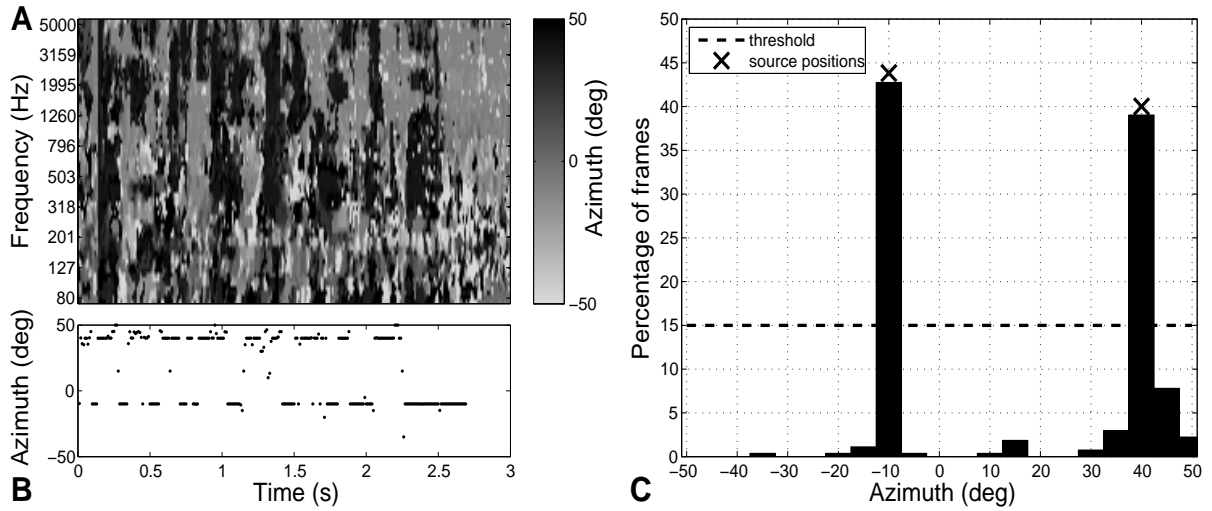 A
5000
3159
1995
1260
796
503
318
201
127
80
Frequency (Hz)
50
0
−50
Azimuth (deg)
50
0
−50
Azimuth (deg)
0 0.5 1 1.5 2 2.5 3
B
Time (s)
50
45
40
35
30
25
20
15
10
5
0
Percentage of frames
threshold
source positions
−50 −40 −30 −20 −10 0 10 20 30 40 50
C
Azimuth (deg)